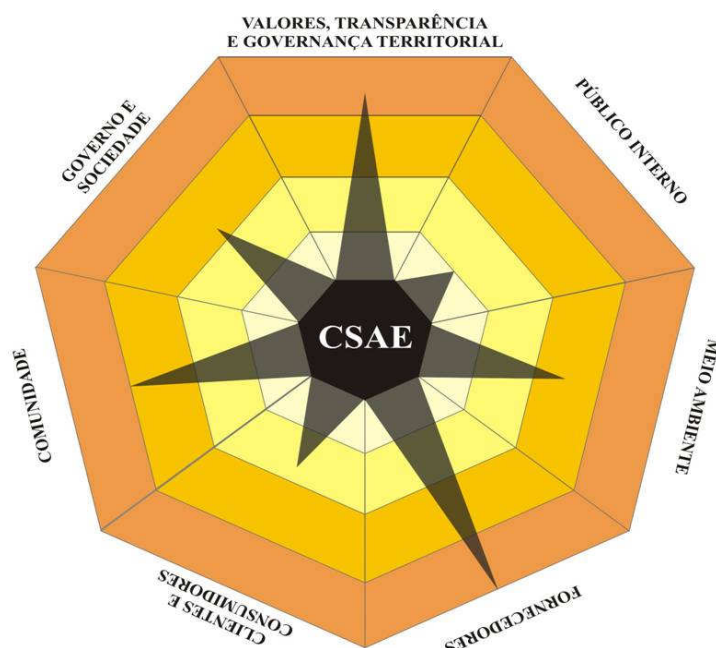 VALORES, TRANSPARÊNCIA
E GOVERNANÇA TERRITORIAL
PÚBLICO INTERNO
MEIO AMBIENTE
FORNECEDORES
CLIENTES E
CONSUMIDORES
COMUNIDADE
GOVERNO E
SOCIEDADE
CSAE